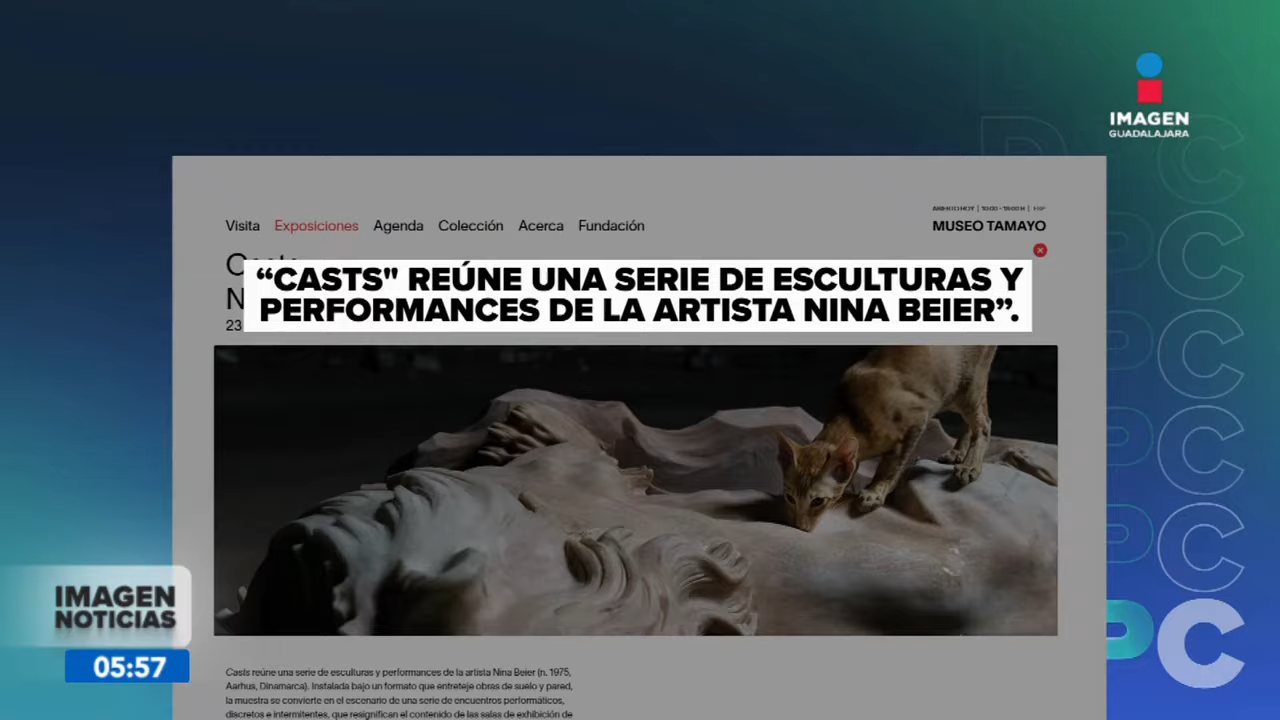 IMAGEN
GUADALAJARA
Visita Exposiciones Agenda Colección Acerca Fundación
MUSEO TAMAYO
“CASTS" REÚNE UNA SERIE DE ESCULTURAS Y
PERFORMANCES DE LA ARTISTA NINA BEIER”.
23
Casts reúne una serie de esculturas y performances de la artista Nina Beier (n. 1975,
Aarhus, Dinamarca). Instalada bajo un formato que entreteje obras de suelo y pared,
la muestra se convierte en el escenario de una serie de encuentros performáticos,
discretos e intermitentes, que resignifican el contenido de las salas de exhibición de
IMAGEN
NOTICIAS
05:57
PC